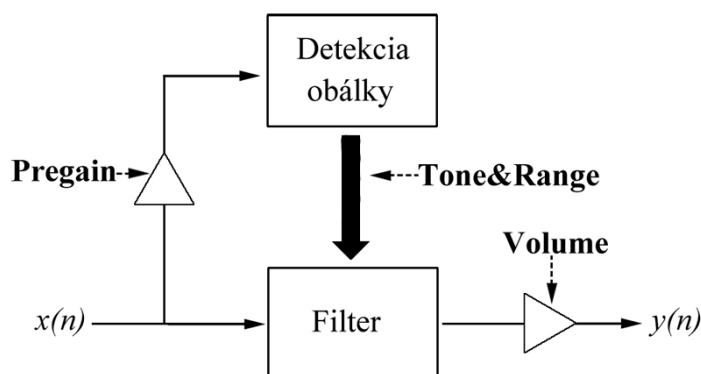 Detekcia
obálky
Pregain
Tone&Range
Volume
x(n)
Filter
y(n)